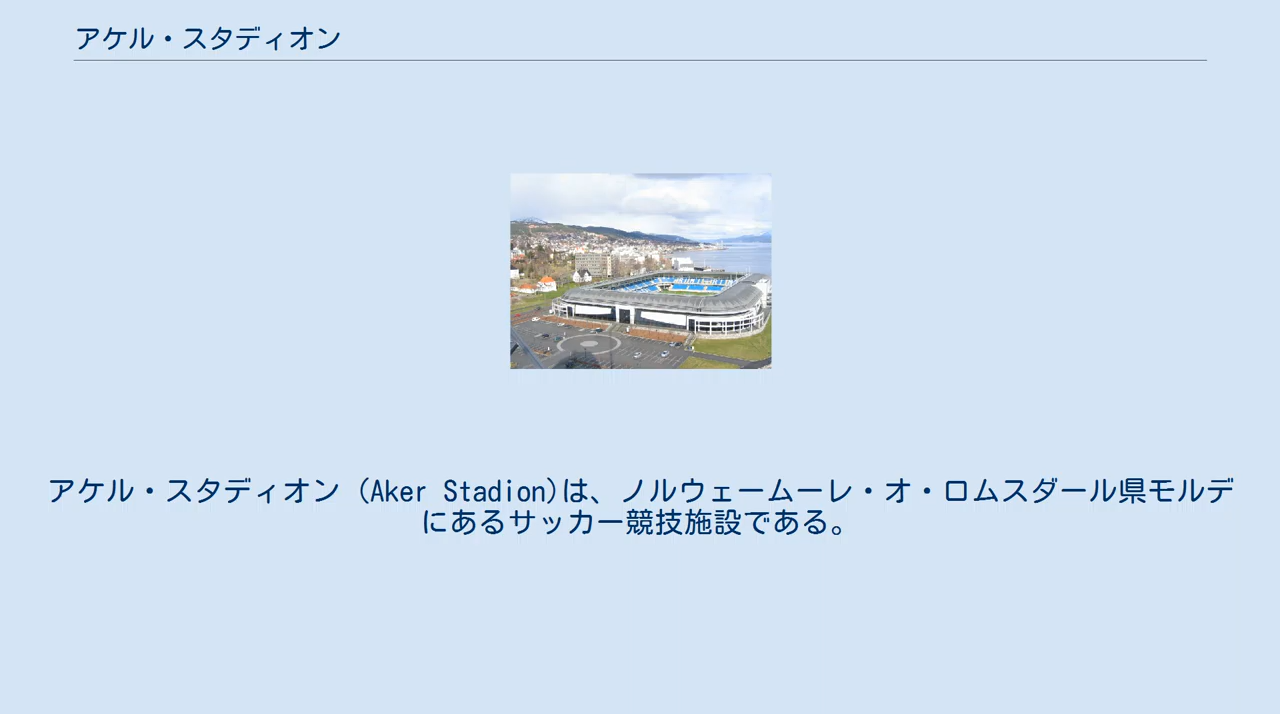 アケル・スタディオン
アケル・スタディオン (Aker Stadion)は、ノルウェームーレ・オ・ロムスダール県モルデ
にあるサッカー競技施設である。